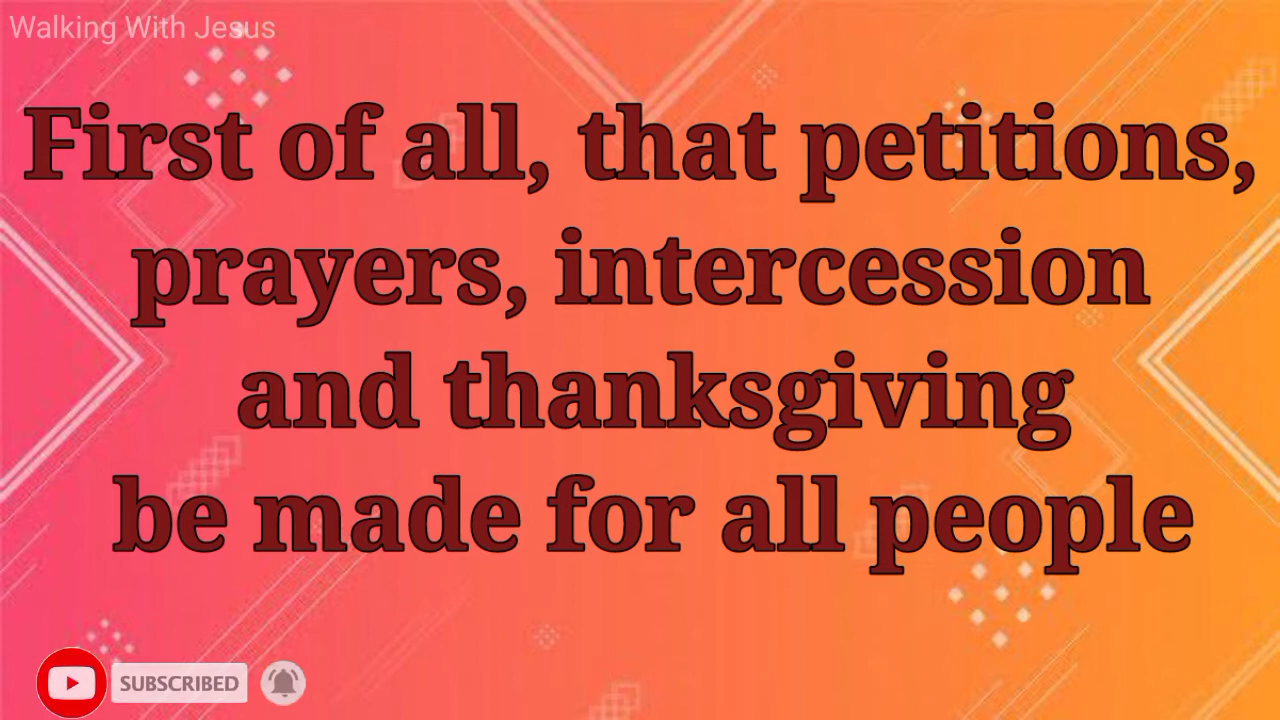 Walking With Jesus
First of all, that petitions,
prayers, intercession
and thanksgiving
be made for all people
SUBSCRIBED